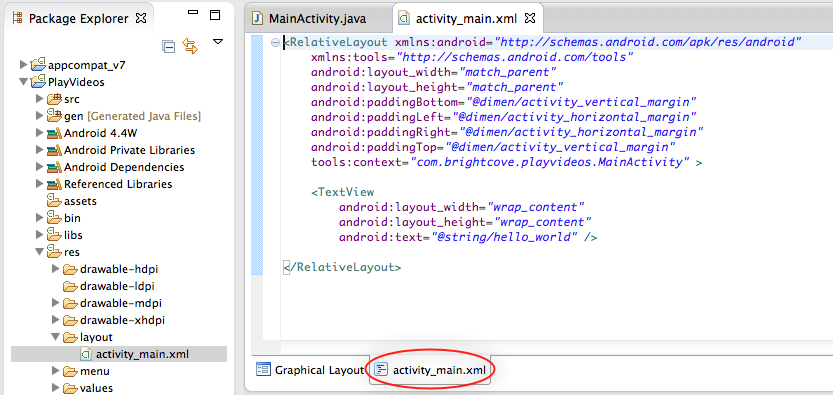 Package Explorer
appcompat_v7
PlayVideos
src
gen [Generated Java Files]
Android 4.4W
Android Private Libraries
Android Dependencies
Referenced Libraries
assets
bin
libs
res
drawable-hdpi
drawable-ldpi
drawable-mdpi
drawable-xhdpi
layout
activity_main.xml
menu
values
MainActivity.java
activity_main.xml
<RelativeLayout xmlns:android="http://schemas.android.com/apk/res/android"
    xmlns:tools="http://schemas.android.com/tools"
    android:layout_width="match_parent"
    android:layout_height="match_parent"
    android:paddingBottom="@dimen/activity_vertical_margin"
    android:paddingLeft="@dimen/activity_horizontal_margin"
    android:paddingRight="@dimen/activity_horizontal_margin"
    android:paddingTop="@dimen/activity_vertical_margin"
    tools:context="com.brightcove.playvideos.MainActivity" >
    <TextView
        android:layout_width="wrap_content"
        android:layout_height="wrap_content"
        android:text="@string/hello_world" />
</RelativeLayout>
Graphical Layout
activity_main.xml